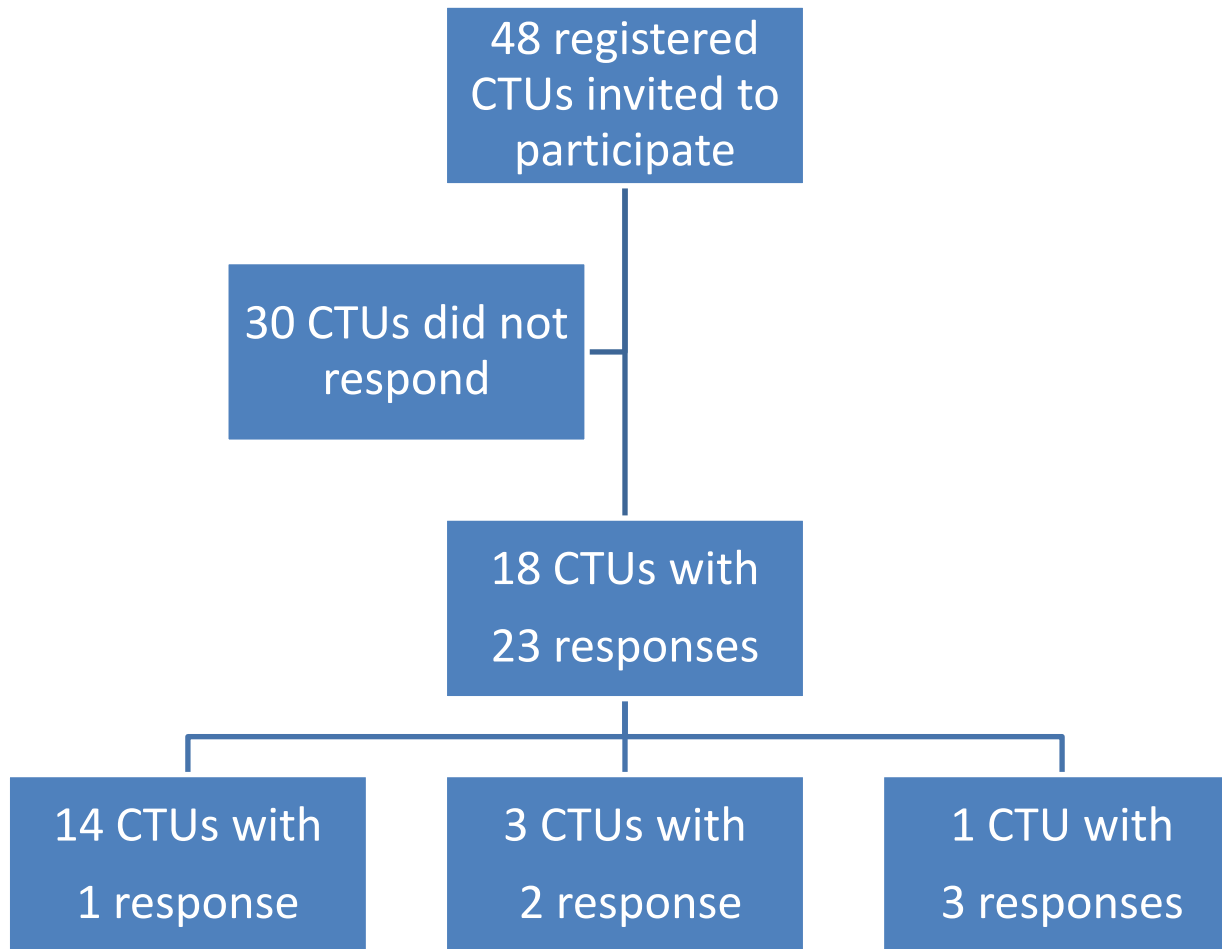 48 registered
CTUs invited to
participate
30 CTUs did not
respond
18 CTUs with
23 responses
14 CTUs with
1 response
3 CTUs with
2 response
1 CTU with
3 responses